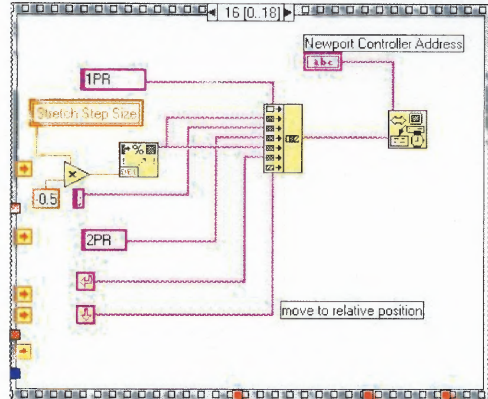 16 [0..18]
Newport Controller Address
abc
1PR
Stretch Step Size
-0.5
;
2PR
move to relative position